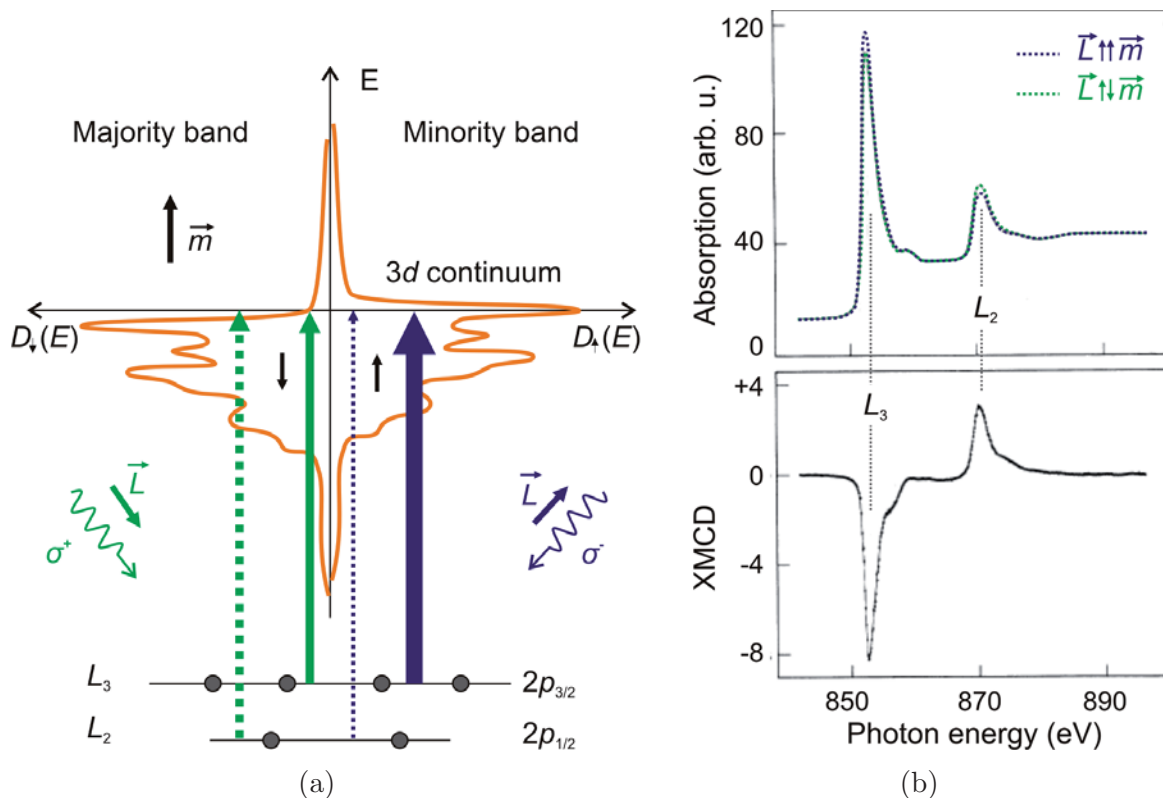 E
Majority band
Minority band
m
3d continuum
D↓(E)
D↑(E)
L
σ+
L
σ-
L3
2p3/2
L2
2p1/2
(a)
120
80
40
0
Absorption (arb. u.)
L⇈m
L⇅m
L2
L3
+4
0
-4
-8
XMCD
850
870
890
Photon energy (eV)
(b)